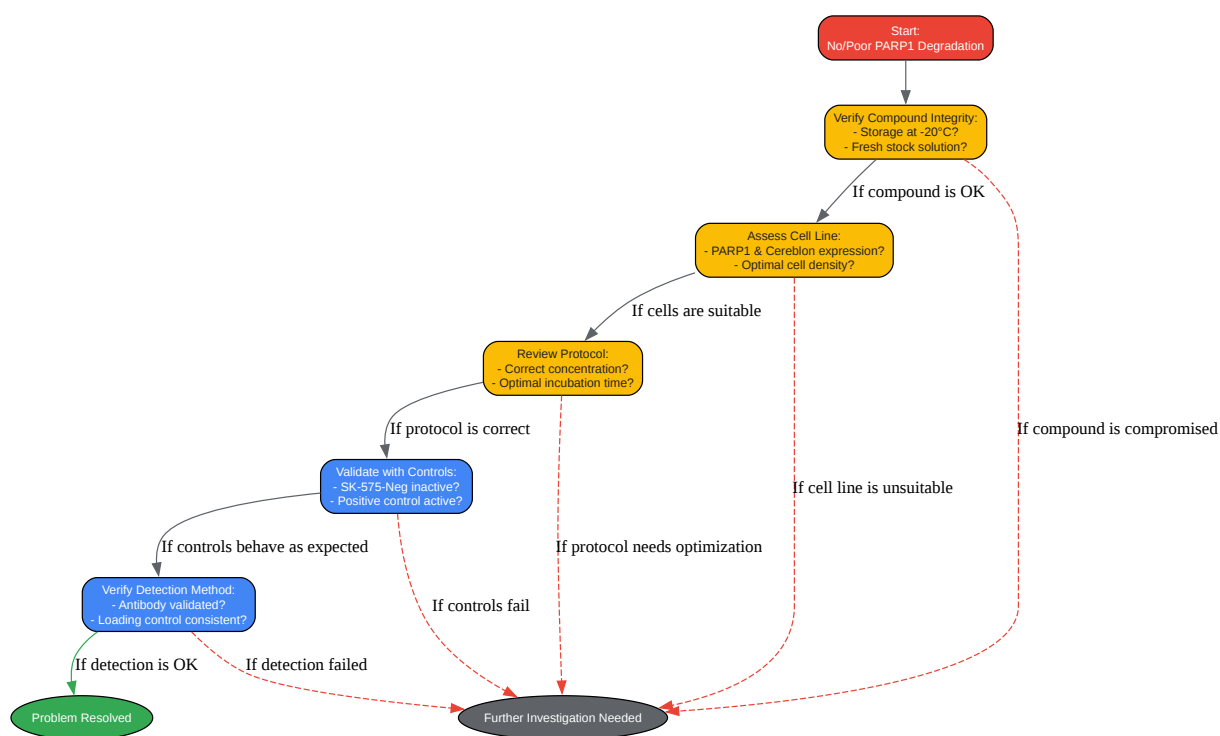 Start:
No/Poor PARP1 Degradation
Verify Compound Integrity:
- Storage at -20°C?
- Fresh stock solution?
If compound is OK
Assess Cell Line:
- PARP1 & Cereblon expression?
- Optimal cell density?
If cells are suitable
Review Protocol:
- Correct concentration?
- Optimal incubation time?
If protocol is correct
If compound is compromised
Validate with Controls:
- SK-575-Neg inactive?
- Positive control active?
If cell line is unsuitable
If controls behave as expected
If protocol needs optimization
Verify Detection Method:
- Antibody validated?
- Loading control consistent?
If controls fail
If detection is OK
If detection failed
Problem Resolved
Further Investigation Needed